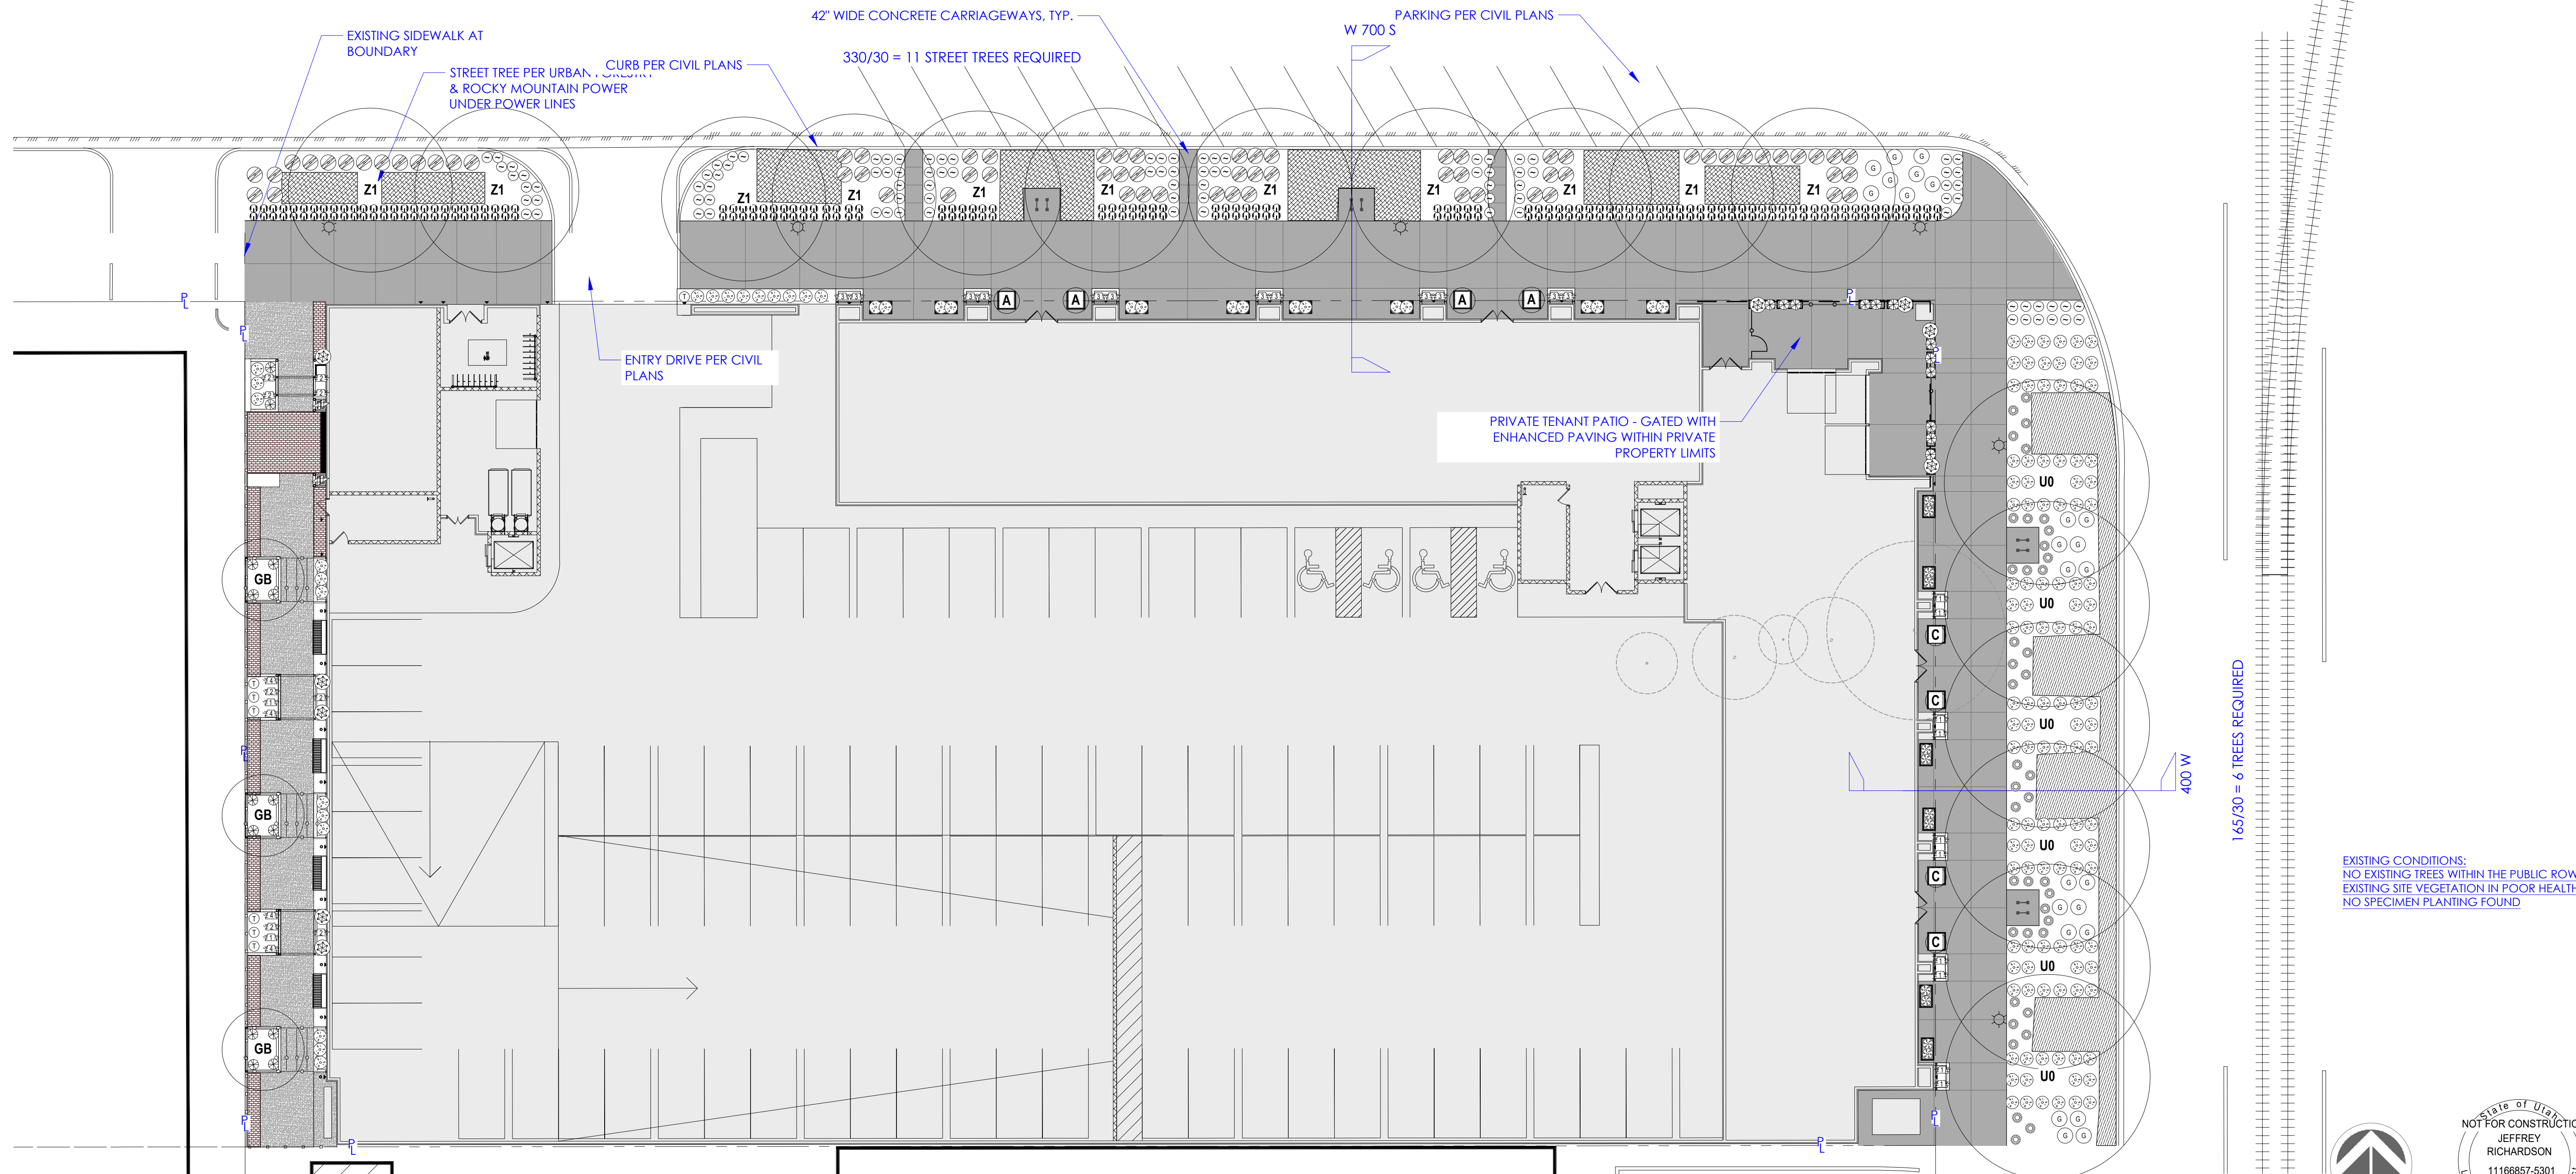 42" WIDE CONCRETE CARRIAGEWAYS, TYP.
PARKING PER CIVIL PLANS
W 700 S
EXISTING SIDEWALK AT
BOUNDARY
330/30 = 11 STREET TREES REQUIRED
CURB PER CIVIL PLANS
STREET TREE PER URBAN FORESTRY
& ROCKY MOUNTAIN POWER
UNDER POWER LINES
Z1
Z1
Z1
Z1
Z1
Z1
Z1
Z1
Z1
Z1
Z1
A
A
A
A
ENTRY DRIVE PER CIVIL
PLANS
PRIVATE TENANT PATIO - GATED WITH
ENHANCED PAVING WITHIN PRIVATE
PROPERTY LIMITS
U0
U0
U0
U0
U0
U0
GB
GB
GB
C
C
C
C
400 W
165/30 = 6 TREES REQUIRED
EXISTING CONDITIONS:
NO EXISTING TREES WITHIN THE PUBLIC ROW
EXISTING SITE VEGETATION IN POOR HEALTH
NO SPECIMEN PLANTING FOUND
State of Utah
NOT FOR CONSTRUCTIO
JEFFREY
RICHARDSON
11166857-5301